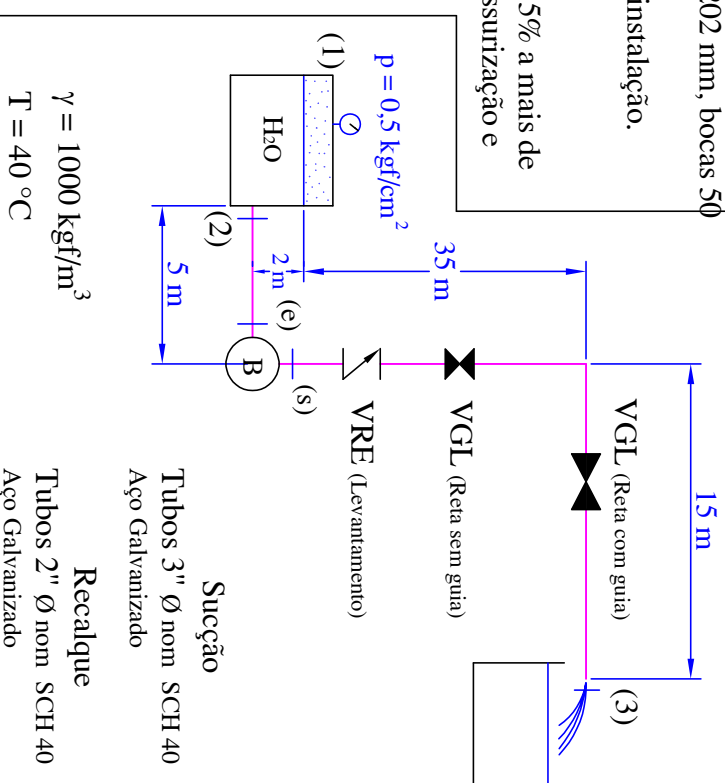 202 mm, bocas 50
instalação.
5% a mais de
ssurização e
(1)
p = 0,5 kgf/cm²
H₂O
(2)
γ = 1000 kgf/m³
T = 40 °C
35 m
2 m
5 m
(e)
B
(s)
VRE (Levantamento)
VGL (Reta sem guia)
VGL (Reta com guia)
15 m
(3)
Sucção
Tubos 3" Ø nom SCH 40
Aço Galvanizado
Recalque
Tubos 2" Ø nom SCH 40
Aço Galvanizado